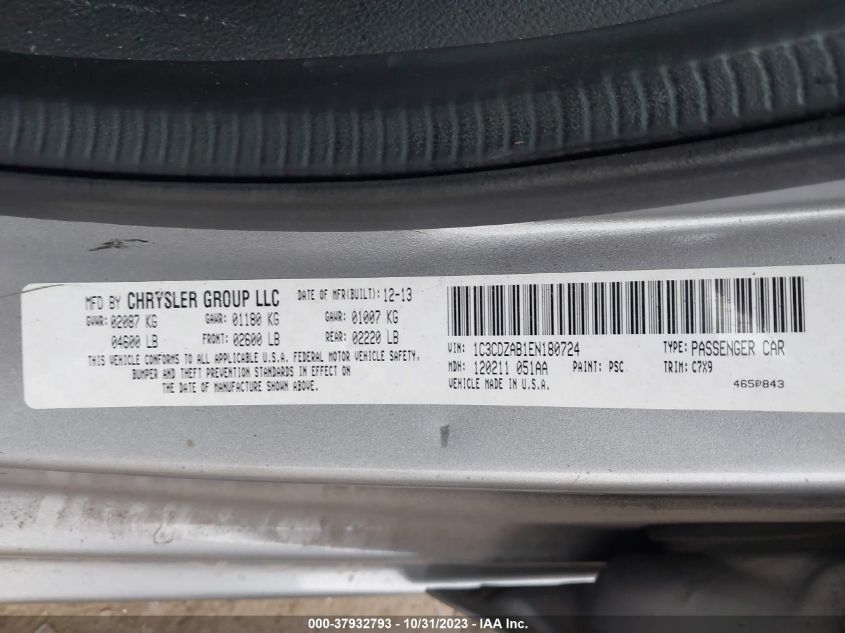 MFD BY CHRYSLER GROUP LLC DATE OF MFR(BUILT): 12-13
GVWR: 02087 KG GAWR: 01180 KG GAWR: 01007 KG
04600 LB FRONT: 02600 LB REAR: 02220 LB
THIS VEHICLE CONFORMS TO ALL APPLICABLE U.S.A. FEDERAL MOTOR VEHICLE SAFETY,
BUMPER AND THEFT PREVENTION STANDARDS IN EFFECT ON
THE DATE OF MANUFACTURE SHOWN ABOVE.
VIN: 1C3CDZAB1EN180724 TYPE: PASSENGER CAR
MDH: 120211 051AA PAINT: PSC TRIM: C7X9
VEHICLE MADE IN U.S.A.
4650843
000-37932793 - 10/31/2023 - IAA Inc.